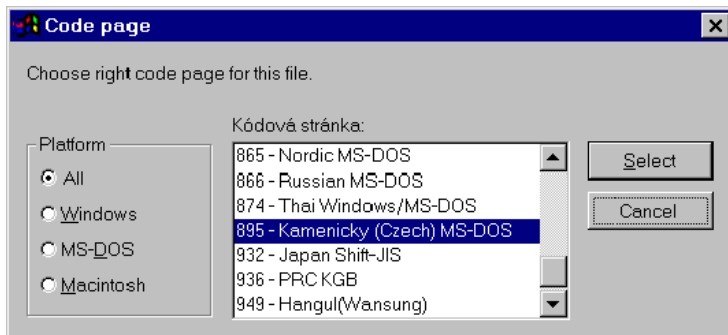 Code page
Choose right code page for this file.
Platform
All
Windows
MS-DOS
Macintosh
Kódová stránka:
865 - Nordic MS-DOS
866 - Russian MS-DOS
874 - Thai Windows/MS-DOS
895 - Kamenicky (Czech) MS-DOS
932 - Japan Shift-JIS
936 - PRC KGB
949 - Hangul(Wansung)
Select
Cancel